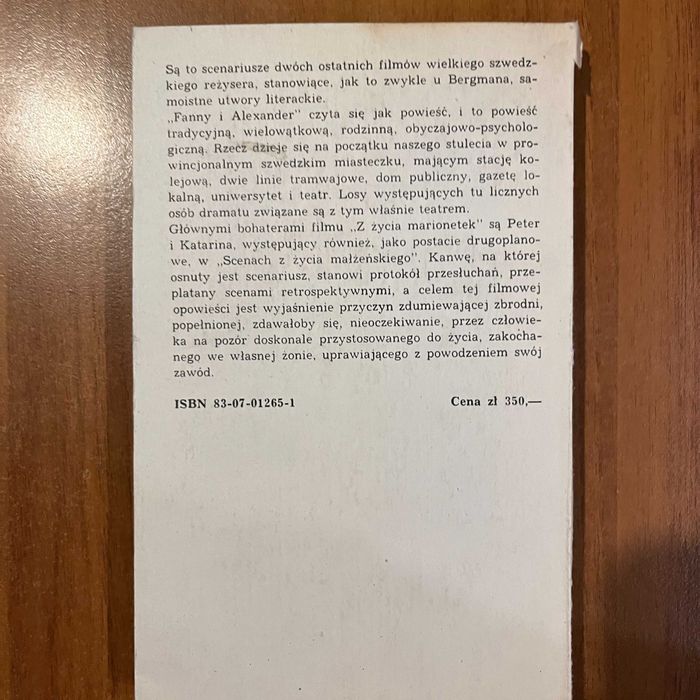 Są to scenariusze dwóch ostatnich filmów wielkiego szwedz-
kiego reżysera, stanowiące, jak to zwykle u Bergmana, sa-
moistne utwory literackie.
„Fanny i Alexander" czyta się jak powieść, i to powieść
tradycyjną, wielowątkową, rodzinną, obyczajowo-psycholo-
giczną. Rzecz dzieje się na początku naszego stulecia w pro-
wincjonalnym szwedzkim miasteczku, mającym stację ko-
lejową, dwie linie tramwajowe, dom publiczny, gazetę lo-
kalną, uniwersytet i teatr. Losy występujących tu licznych
osób dramatu związane są z tym właśnie teatrem.
Głównymi bohaterami filmu „Z życia marionetek" są Peter
i Katarina, występujący również, jako postacie drugoplano-
we, w „Scenach z życia małżeńskiego". Kanwę, na której
osnuty jest scenariusz, stanowi protokół przesłuchań, prze-
platany scenami retrospektywnymi, a celem tej filmowej
opowieści jest wyjaśnienie przyczyn zdumiewającej zbrodni,
popełnionej, zdawałoby się, nieoczekiwanie, przez człowie-
ka na pozór doskonale przystosowanego do życia, zakocha-
nego we własnej żonie, uprawiającego z powodzeniem swój
zawód.
ISBN 83-07-01265-1 Cena zł 350,—